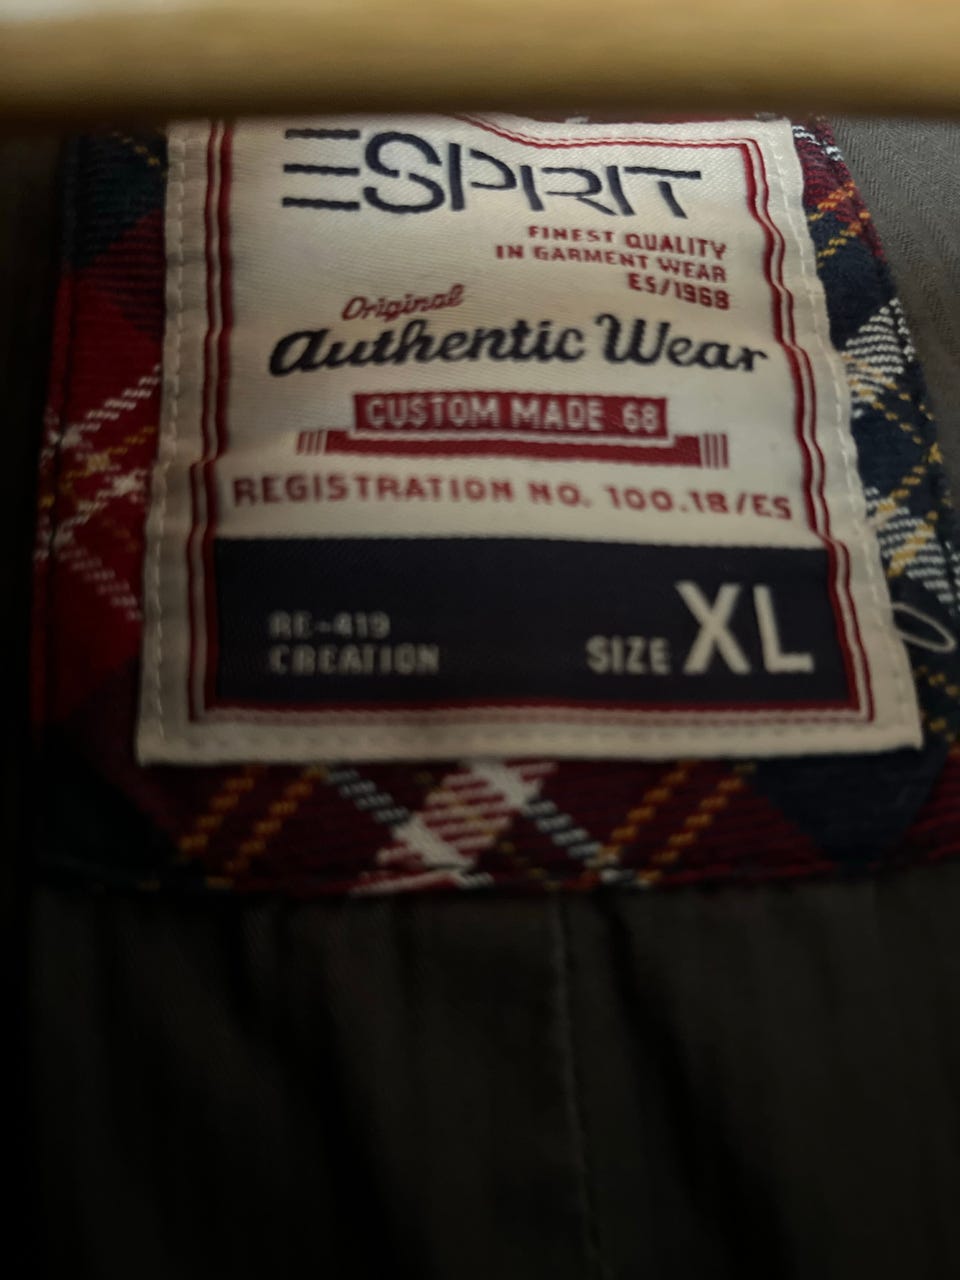 ESPRIT
FINEST QUALITY
IN GARMENT WEAR
ES/1968
Original
Authentic Wear
CUSTOM MADE 68
REGISTRATION NO. 100.18/ES
RE-419
CREATION
SIZE XL